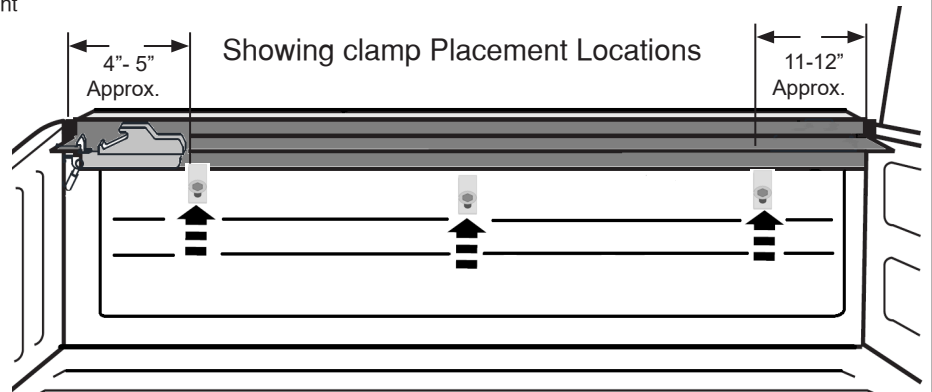 nt
Showing clamp Placement Locations
4”- 5”
Approx.
11-12”
Approx.